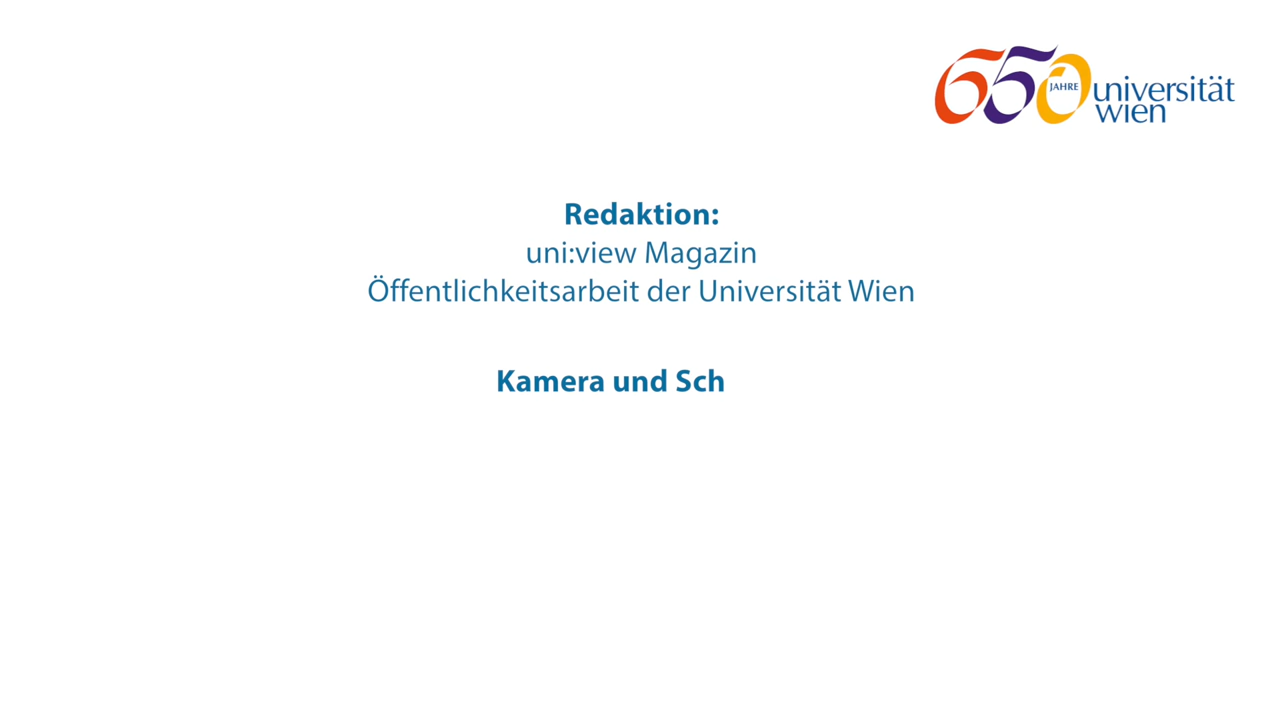 650 JAHRE universität
wien
Redaktion:
uni:view Magazin
Öffentlichkeitsarbeit der Universität Wien
Kamera und Sch